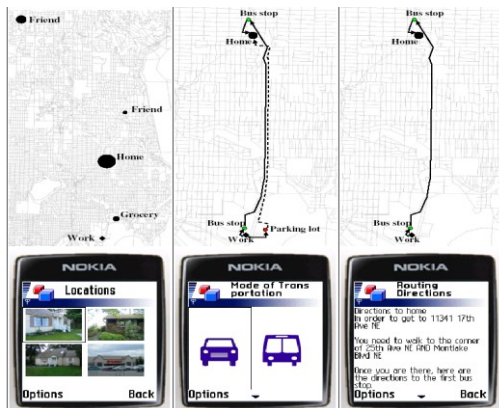 Friend
Friend
Home
Grocery
Work
Bus stop
Home
Bus stop
Parking lot
Work
Bus stop
Home
Bus stop
Work
NOKIA
Locations
Options
NOKIA
Mode of Trans
portation
Options
NOKIA
Routing
Directions
Directions to home
In order to get to 11341 17th
Ave NE
You need to walk to the corner
of 25th Ave NE AND Montlake
Blvd NE
Once you are there, here are
the directions to the first bus
stop.
Options
Back